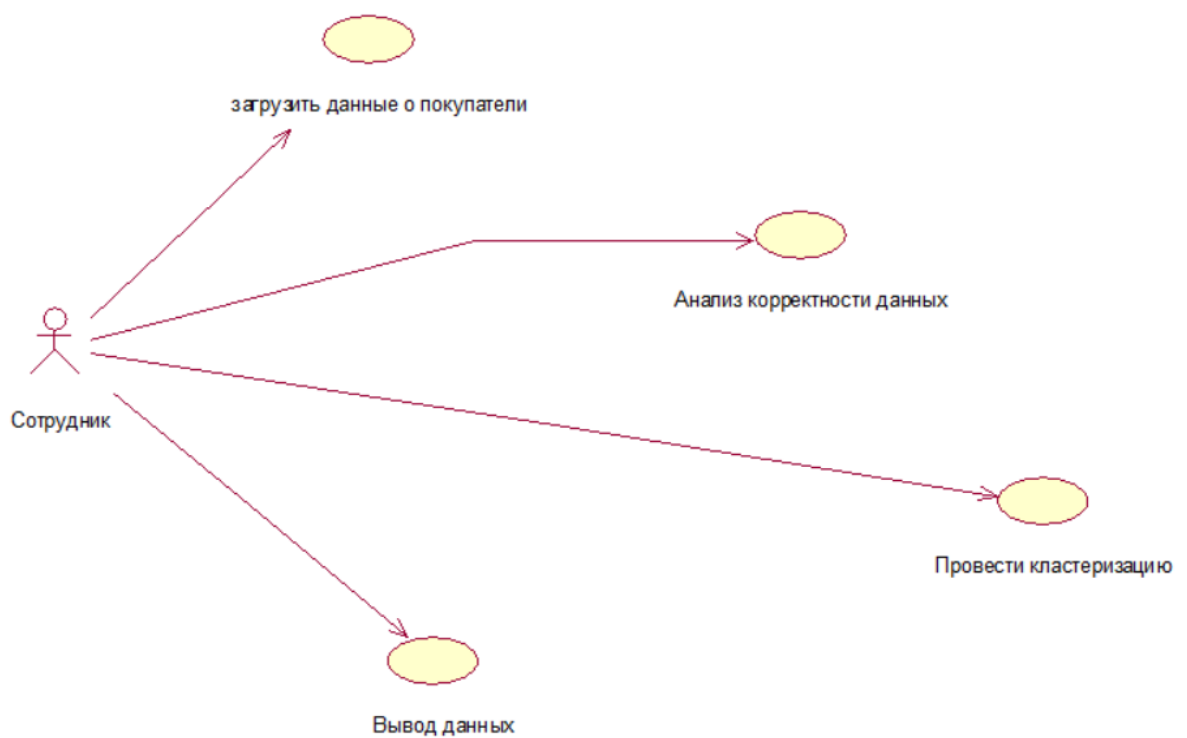 загрузить данные о покупатели
Анализ корректности данных
Сотрудник
Провести кластеризацию
Вывод данных